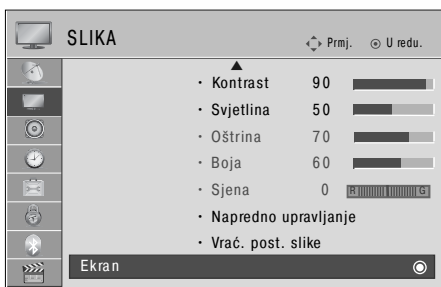 SLIKA
Prmj. U redu.
• Kontrast 90
• Svjetlina 50
• Oštrina 70
• Boja 60
• Sjena 0 R G
• Napredno upravljanje
• Vrać. post. slike
Ekran